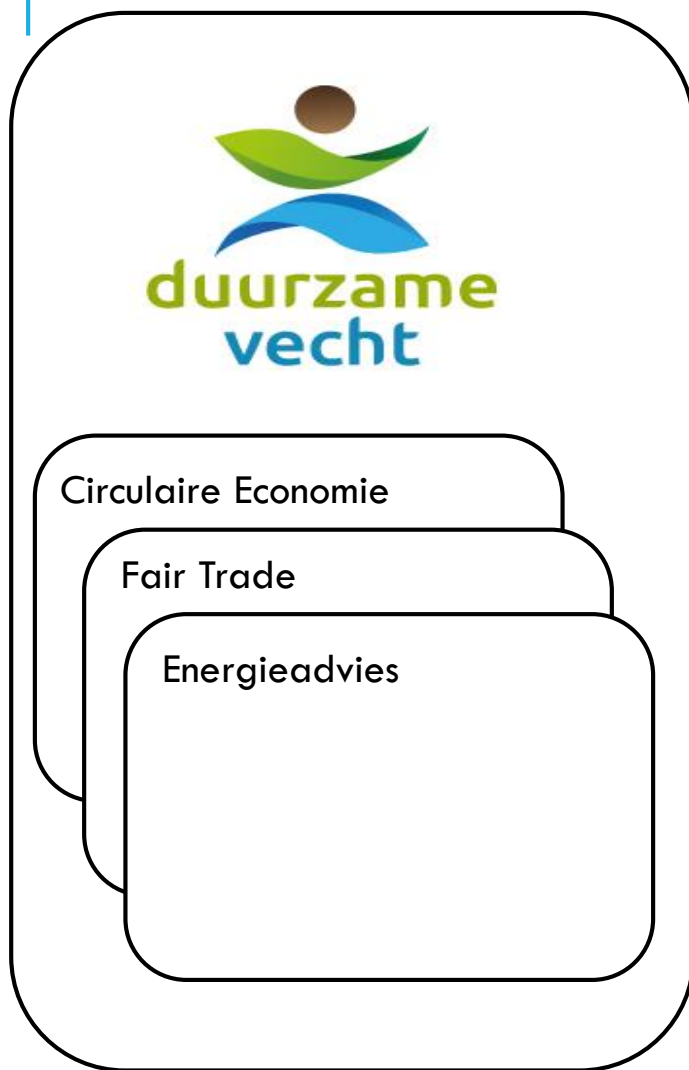 duurzame
vecht
Circulaire Economie
Fair Trade
Energieadvies